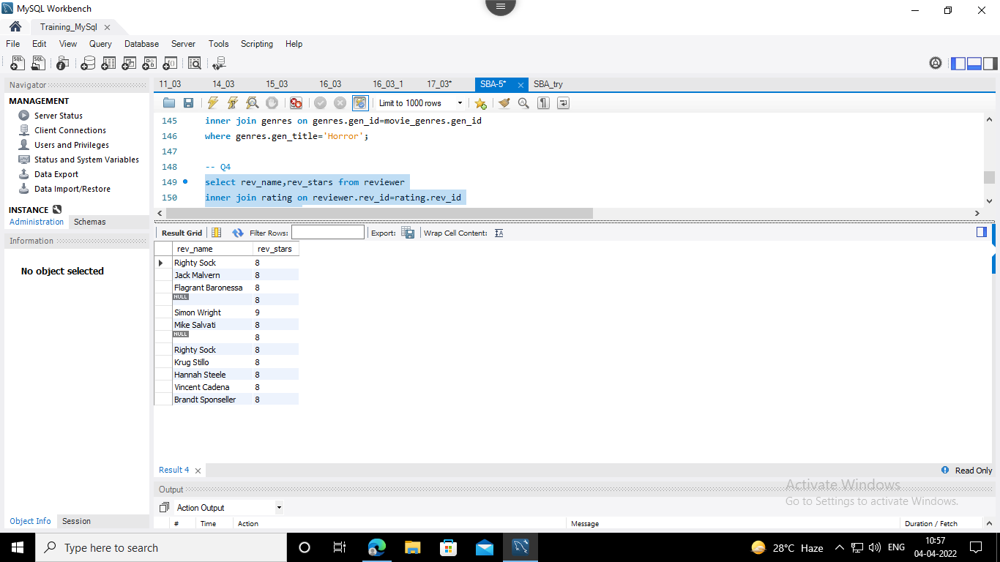 MySQL Workbench
Training_MySql
File Edit View Query Database Server Tools Scripting Help
Navigator
MANAGEMENT
Server Status
Client Connections
Users and Privileges
Status and System Variables
Data Export
Data Import/Restore
INSTANCE
Administration Schemas
Information
No object selected
Object Info Session
11_03 14_03 15_03 16_03 16_03_1 17_03* SBA-5* SBA_try
Limit to 1000 rows
145 inner join genres on genres.gen_id=movie_genres.gen_id
146 where genres.gen_title='Horror';
147
148 -- Q4
149 select rev_name,rev_stars from reviewer
150 inner join rating on reviewer.rev_id=rating.rev_id
Result Grid Filter Rows: Export: Wrap Cell Content:
rev_name rev_stars
Righty Sock 8
Jack Malvern 8
Flagrant Baronessa 8
NULL 8
Simon Wright 9
Mike Salvati 8
NULL 8
Righty Sock 8
Krug Stillo 8
Hannah Steele 8
Vincent Cadena 8
Brandt Sponseller 8
Result 4 Read Only
Output
Activate Windows
Go to Settings to activate Windows.
Action Output
# Time Action Message Duration / Fetch
Type here to search
28°C Haze ENG
10:57
04-04-2022